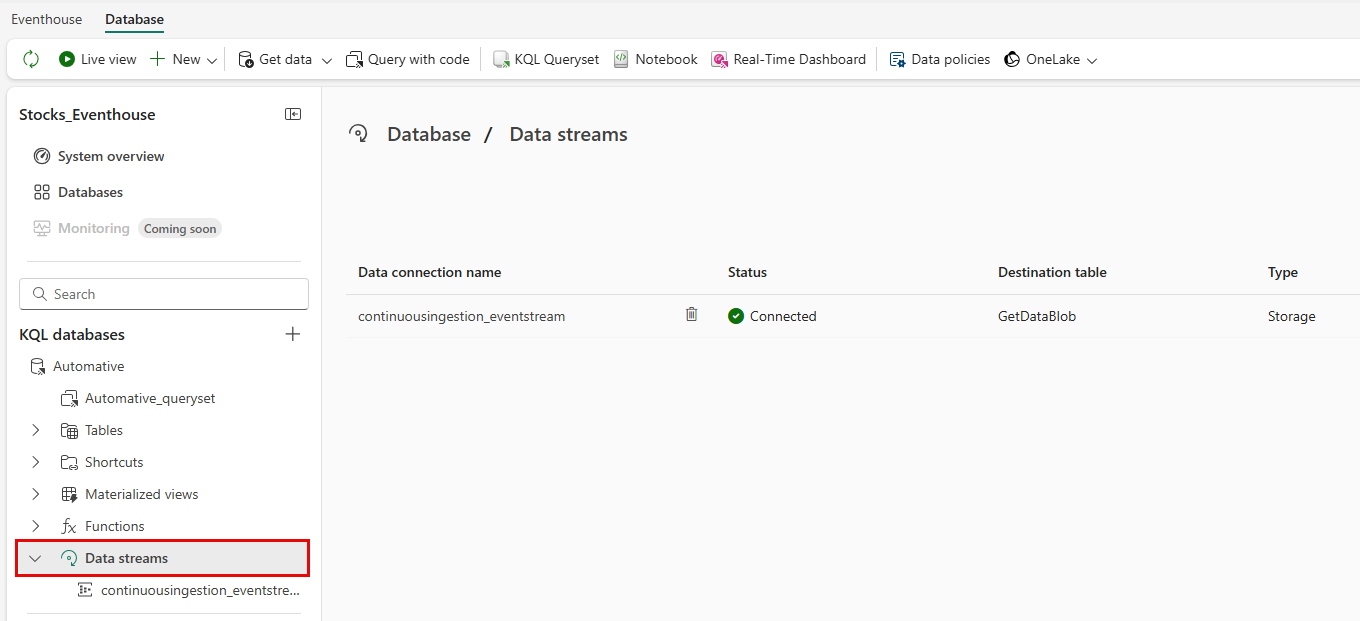 Eventhouse Database
Live view New Get data Query with code KQL Queryset Notebook Real-Time Dashboard Data policies OneLake
Stocks_Eventhouse
System overview
Databases
Monitoring Coming soon
Search
KQL databases
Automative
Automative_queryset
Tables
Shortcuts
Materialized views
fx Functions
Data streams
continuousingestion_eventstre...
Database / Data streams
Data connection name Status Destination table Type
continuousingestion_eventstream Connected GetDataBlob Storage